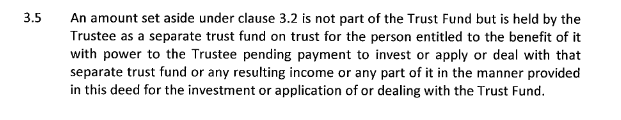 3.5 An amount set aside under clause 3.2 is not part of the Trust Fund but is held by the
Trustee as a separate trust fund on trust for the person entitled to the benefit of it
with power to the Trustee pending payment to invest or apply or deal with that
separate trust fund or any resulting income or any part of it in the manner provided
in this deed for the investment or application of or dealing with the Trust Fund.